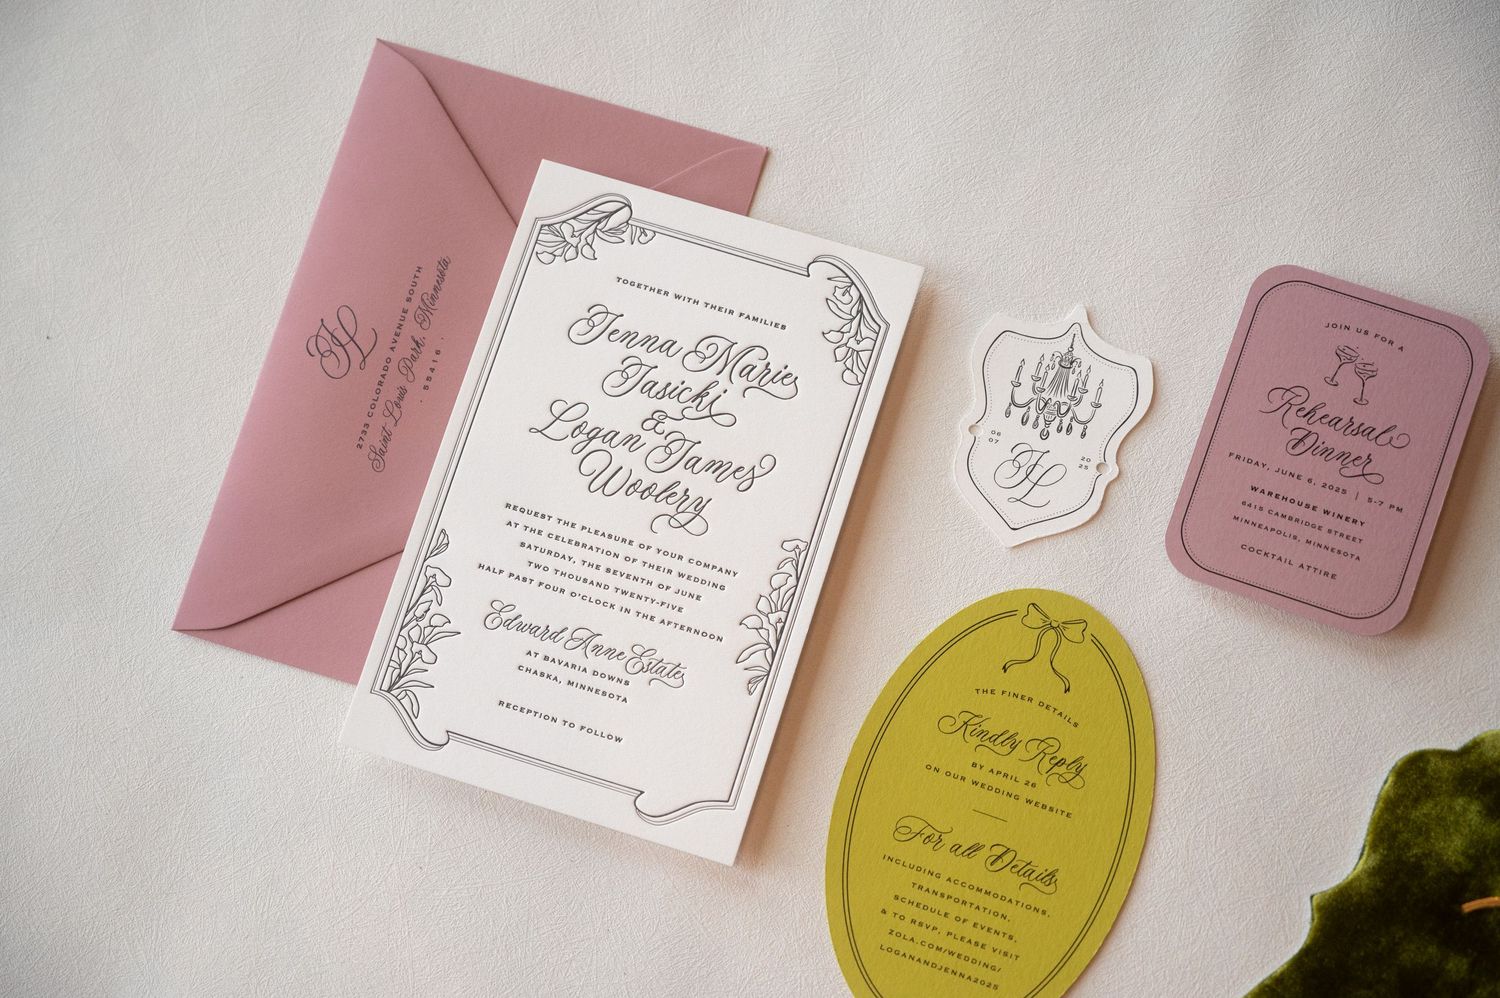 JL
2733 COLORADO AVENUE SOUTH
Saint Louis Park, Minnesota
· 55416 ·
TOGETHER WITH THEIR FAMILIES
Jenna Marie
Jasicki
&
Logan James
Woolery
REQUEST THE PLEASURE OF YOUR COMPANY
AT THE CELEBRATION OF THEIR WEDDING
SATURDAY, THE SEVENTH OF JUNE
TWO THOUSAND TWENTY-FIVE
HALF PAST FOUR O'CLOCK IN THE AFTERNOON
Edward Anne Estate
AT BAVARIA DOWNS
CHASKA, MINNESOTA
RECEPTION TO FOLLOW
06
07
20
25
JL
JOIN US FOR A
Rehearsal
Dinner
FRIDAY, JUNE 6, 2025 | 5-7 PM
WAREHOUSE WINERY
6415 CAMBRIDGE STREET
MINNEAPOLIS, MINNESOTA
COCKTAIL ATTIRE
THE FINER DETAILS
Kindly Reply
BY APRIL 26
ON OUR WEDDING WEBSITE
For all Details
INCLUDING ACCOMMODATIONS,
TRANSPORTATION,
SCHEDULE OF EVENTS,
& TO RSVP, PLEASE VISIT
ZOLA.COM/WEDDING/
LOGANANDJENNA2025